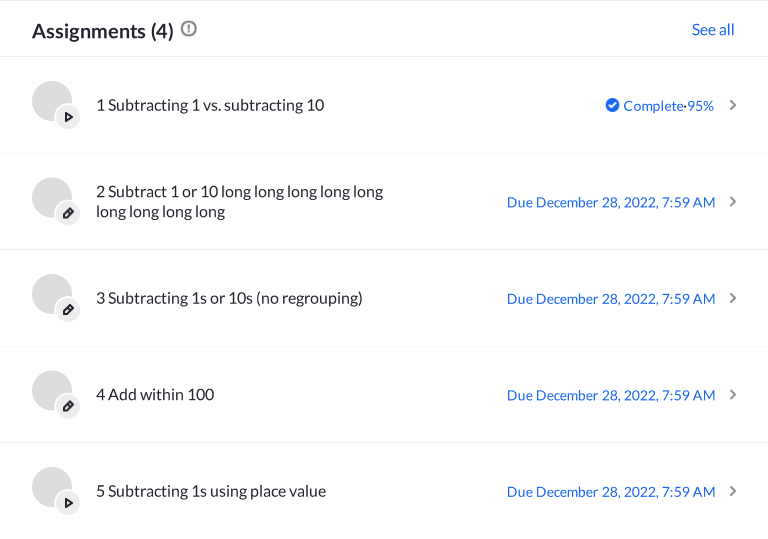 Assignments (4)
See all
1 Subtracting 1 vs. subtracting 10
Complete·95%
2 Subtract 1 or 10 long long long long long
long long long long
Due December 28, 2022, 7:59 AM
3 Subtracting 1s or 10s (no regrouping)
Due December 28, 2022, 7:59 AM
4 Add within 100
Due December 28, 2022, 7:59 AM
5 Subtracting 1s using place value
Due December 28, 2022, 7:59 AM